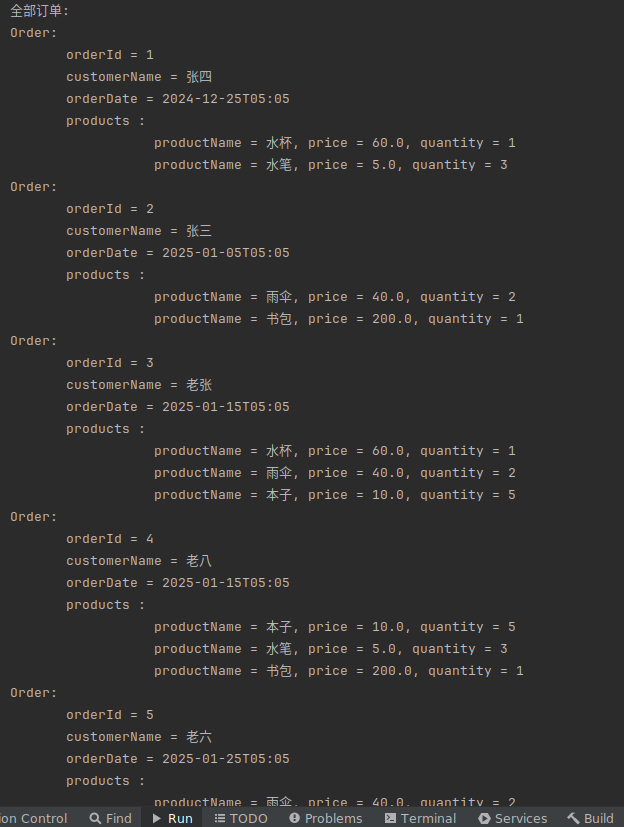 全部订单:
Order:
orderId = 1
customerName = 张四
orderDate = 2024-12-25T05:05
products :
productName = 水杯, price = 60.0, quantity = 1
productName = 水笔, price = 5.0, quantity = 3
Order:
orderId = 2
customerName = 张三
orderDate = 2025-01-05T05:05
products :
productName = 雨伞, price = 40.0, quantity = 2
productName = 书包, price = 200.0, quantity = 1
Order:
orderId = 3
customerName = 老张
orderDate = 2025-01-15T05:05
products :
productName = 水杯, price = 60.0, quantity = 1
productName = 雨伞, price = 40.0, quantity = 2
productName = 本子, price = 10.0, quantity = 5
Order:
orderId = 4
customerName = 老八
orderDate = 2025-01-15T05:05
products :
productName = 本子, price = 10.0, quantity = 5
productName = 水笔, price = 5.0, quantity = 3
productName = 书包, price = 200.0, quantity = 1
Order:
orderId = 5
customerName = 老六
orderDate = 2025-01-25T05:05
products :
productName = 雨伞, price = 40.0, quantity = 2
ion Control Find Run TODO Problems Terminal Services Build